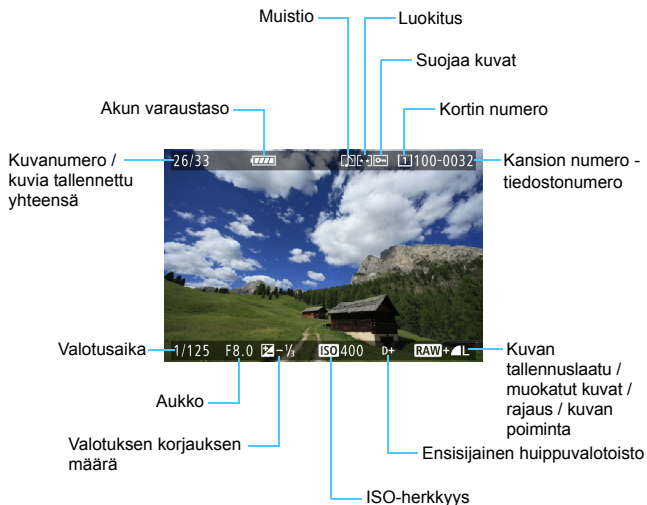 Muistio
Luokitus
Suojaa kuvat
Akun varaustaso
Kortin numero
Kuvanumero /
kuvia tallennettu
yhteensä
26/33
1 100-0032
Kansion numero -
tiedostonumero
Valotusaika
1/125 F8.0 -1/3 ISO 400 D+ RAW+L
Kuvan
tallennuslaatu /
muokatut kuvat /
rajaus / kuvan
poiminta
Aukko
Valotuksen korjauksen
määrä
Ensisijainen huippuvalotoisto
ISO-herkkyys